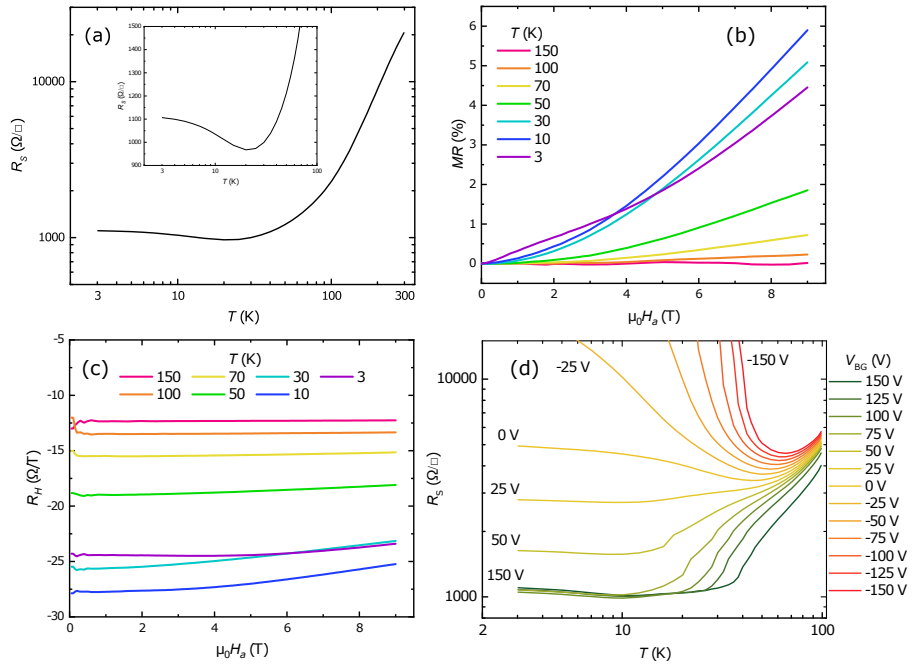 (a)
R_S (Ω/□)
10000
1000
3
10
100
300
T (K)
1500
1400
1300
1200
1100
1000
900
R_S (Ω/□)
3
10
100
T (K)
(b)
MR (%)
6
5
4
3
2
1
0
T (K)
150
100
70
50
30
10
3
0
2
4
6
8
μ₀Hₐ (T)
(c)
R_H (Ω/T)
-5
-10
-15
-20
-25
-30
T (K)
150
70
30
3
100
50
10
0
2
4
6
8
μ₀Hₐ (T)
(d)
R_s (Ω/□)
10000
1000
-25 V
-150 V
0 V
25 V
50 V
150 V
2
10
100
T (K)
V_BG (V)
150 V
125 V
100 V
75 V
50 V
25 V
0 V
-25 V
-50 V
-75 V
-100 V
-125 V
-150 V